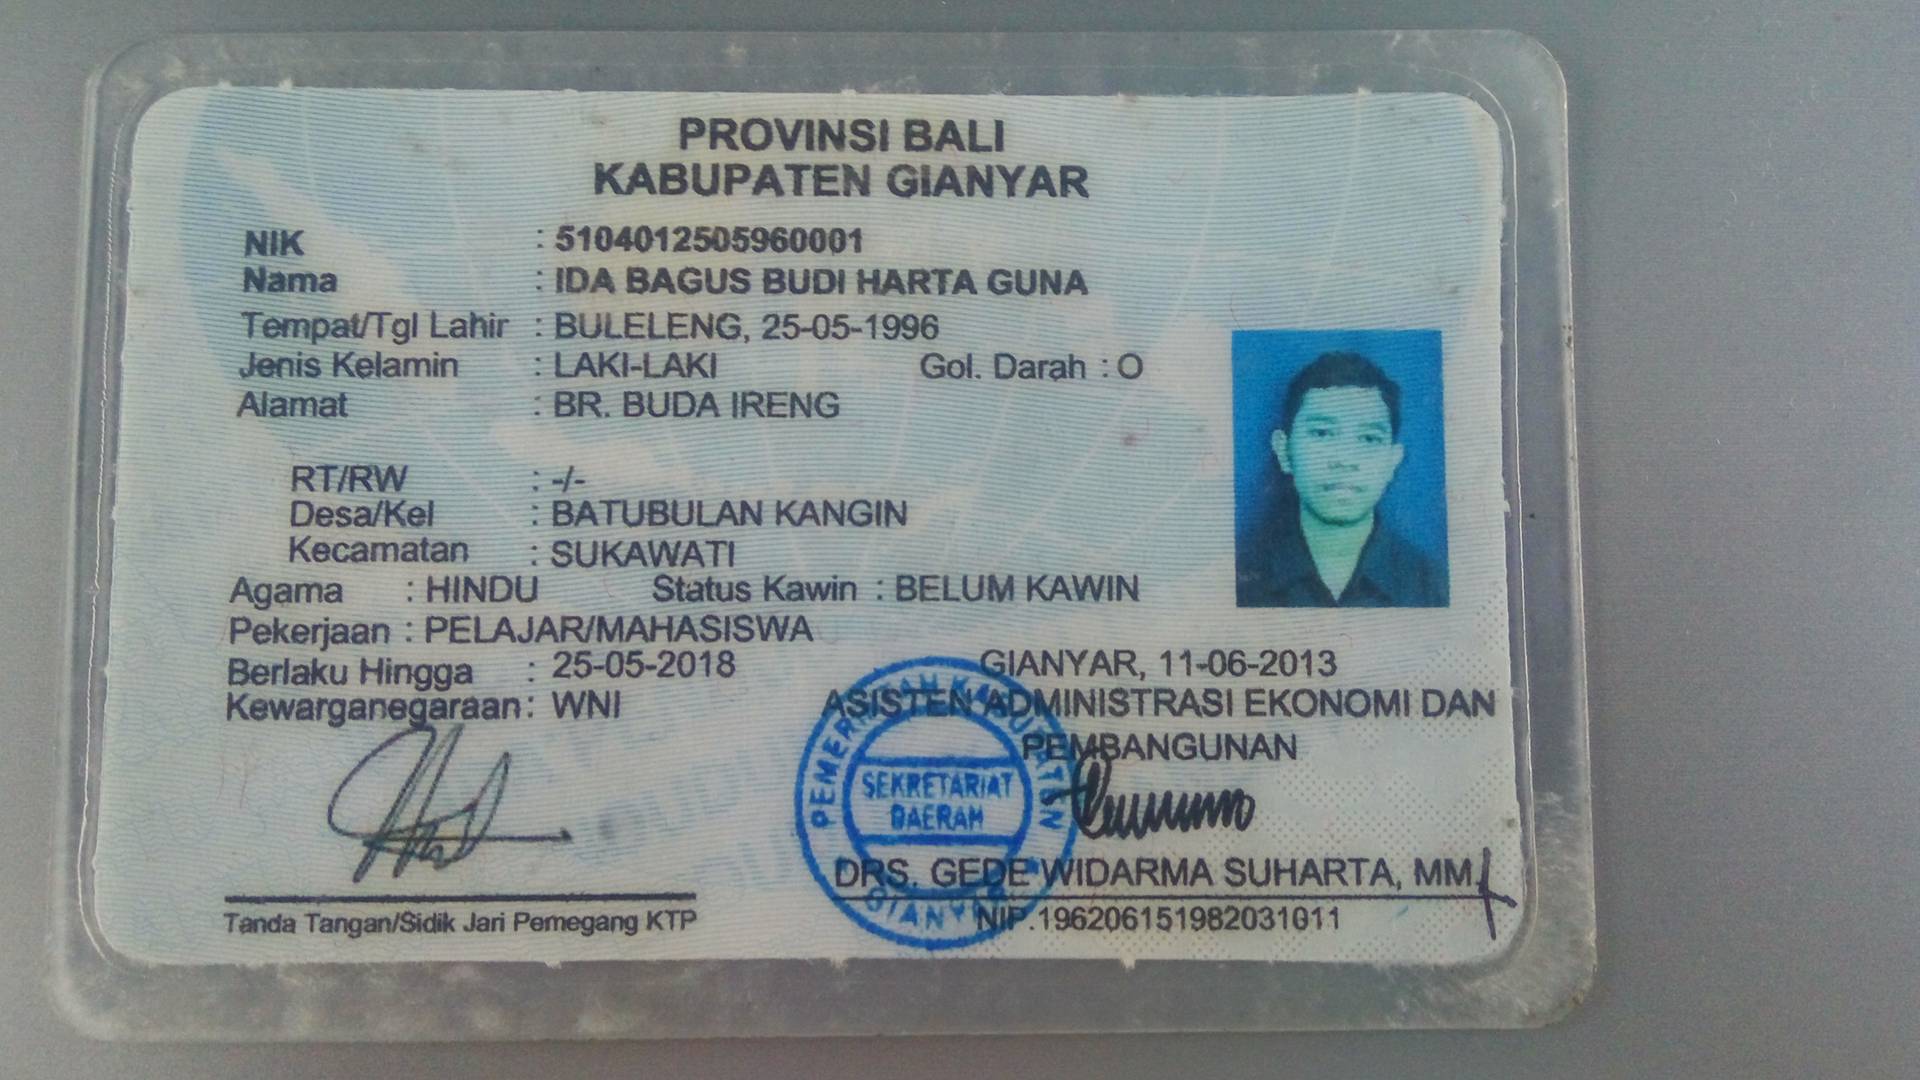 PROVINSI BALI
KABUPATEN GIANYAR
NIK : 5104012505960001
Nama : IDA BAGUS BUDI HARTA GUNA
Tempat/Tgl Lahir : BULELENG, 25-05-1996
Jenis Kelamin : LAKI-LAKI Gol. Darah : O
Alamat : BR. BUDA IRENG
RT/RW : -/-
Desa/Kel : BATUBULAN KANGIN
Kecamatan : SUKAWATI
Agama : HINDU Status Kawin : BELUM KAWIN
Pekerjaan : PELAJAR/MAHASISWA
Berlaku Hingga : 25-05-2018
Kewarganegaraan : WNI
GIANYAR, 11-06-2013
ASISTEN ADMINISTRASI EKONOMI DAN
PEMBANGUNAN
PEMERINTAH KABUPATEN
SEKRETARIAT
DAERAH
GIANYAR
DRS. GEDE WIDARMA SUHARTA, MM
NIP.196206151982031011
Tanda Tangan/Sidik Jari Pemegang KTP